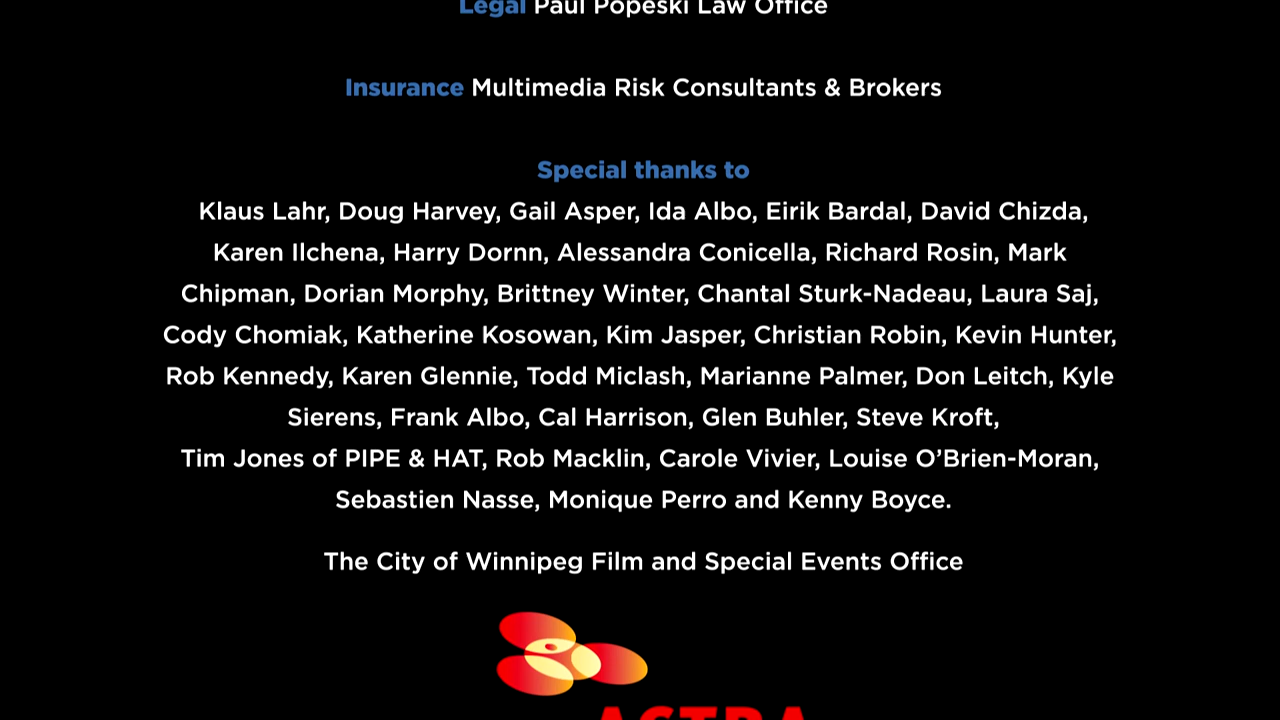 Legal Paul Popeski Law Office
Insurance Multimedia Risk Consultants & Brokers
Special thanks to
Klaus Lahr, Doug Harvey, Gail Asper, Ida Albo, Eirik Bardal, David Chizda,
Karen Ilchena, Harry Dornn, Alessandra Conicella, Richard Rosin, Mark
Chipman, Dorian Morphy, Brittney Winter, Chantal Sturk-Nadeau, Laura Saj,
Cody Chomiak, Katherine Kosowan, Kim Jasper, Christian Robin, Kevin Hunter,
Rob Kennedy, Karen Glennie, Todd Miclash, Marianne Palmer, Don Leitch, Kyle
Sierens, Frank Albo, Cal Harrison, Glen Buhler, Steve Kroft,
Tim Jones of PIPE & HAT, Rob Macklin, Carole Vivier, Louise O’Brien-Moran,
Sebastien Nasse, Monique Perro and Kenny Boyce.
The City of Winnipeg Film and Special Events Office
ASTRA